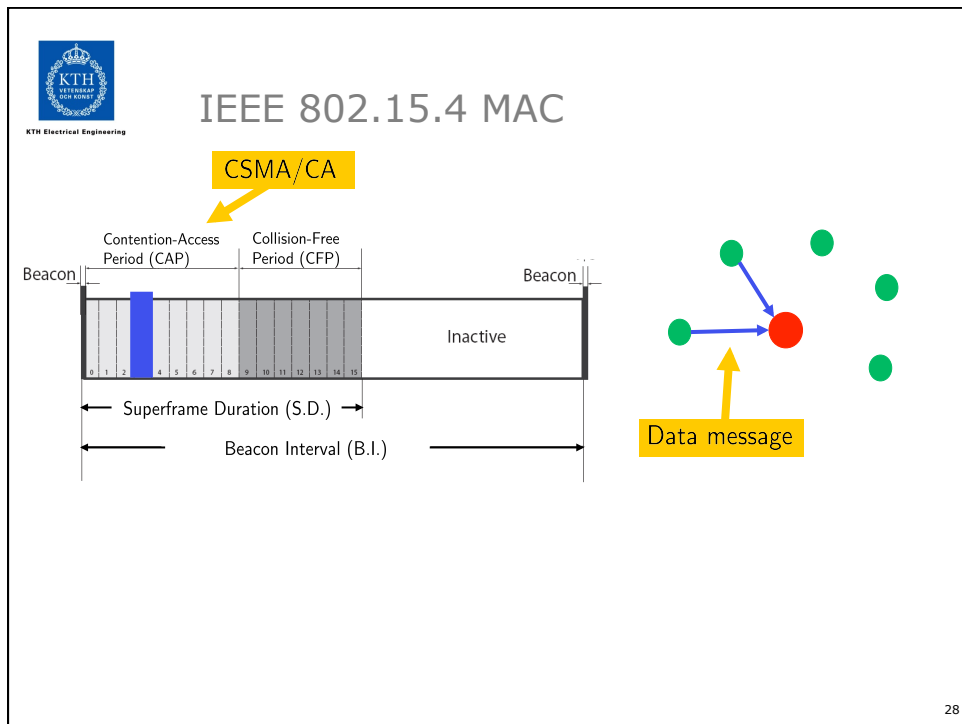 KTH
VETENSKAP
OCH KONST
KTH Electrical Engineering
IEEE 802.15.4 MAC
CSMA/CA
Contention-Access
Period (CAP)
Collision-Free
Period (CFP)
Beacon
Beacon
Inactive
0 1 2 4 5 6 7 8 9 10 11 12 13 14 15
Superframe Duration (S.D.)
Beacon Interval (B.I.)
Data message
28